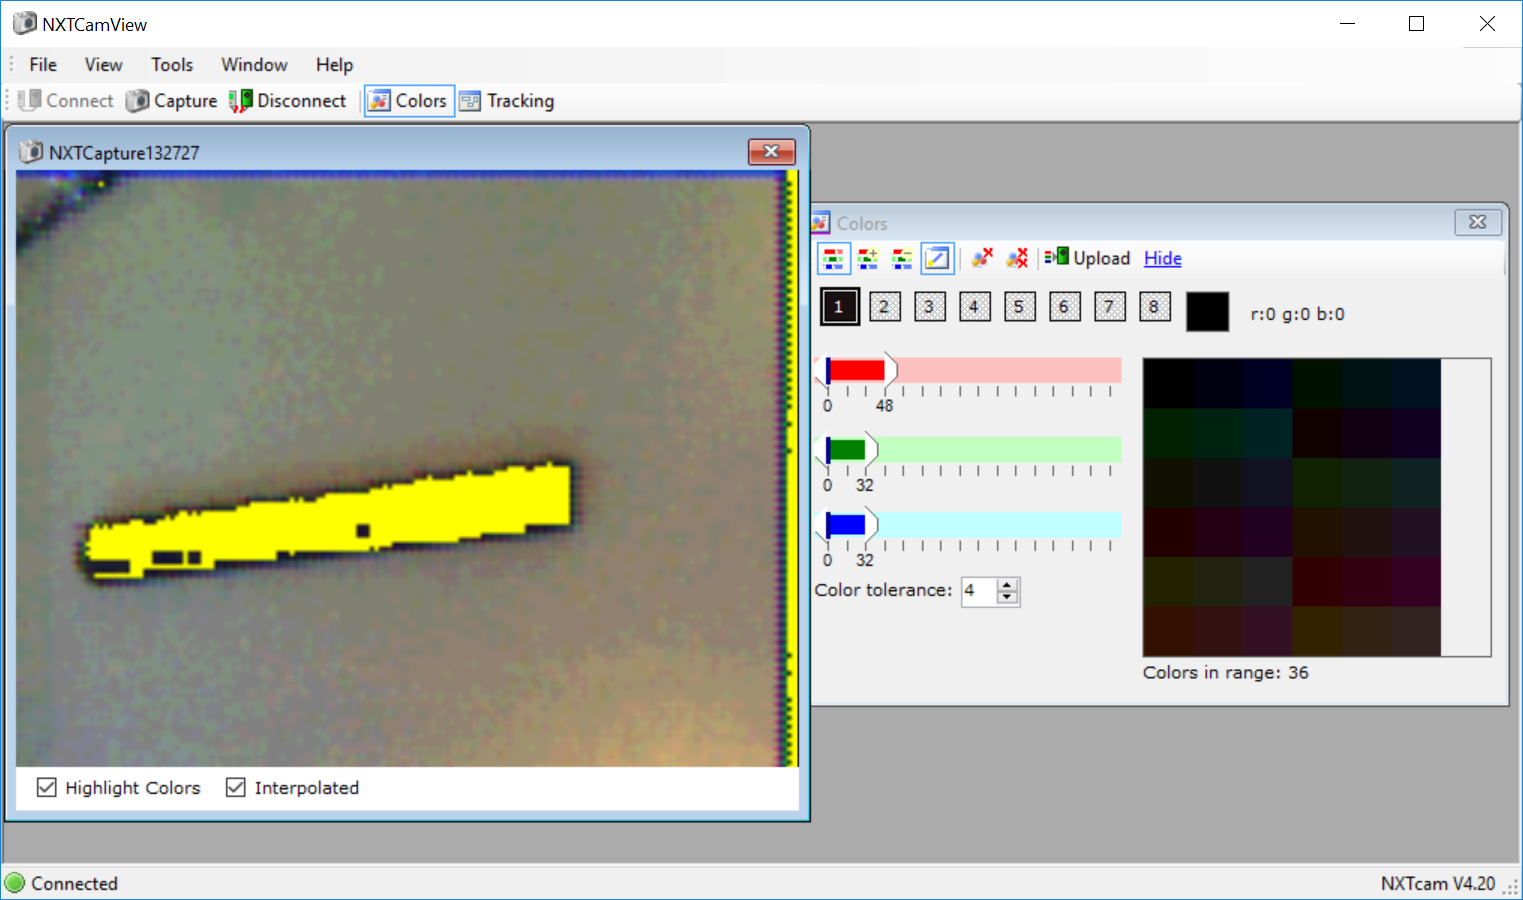 NXTCamView
File View Tools Window Help
Connect Capture Disconnect Colors Tracking
NXTCapture132727
Highlight Colors Interpolated
Colors
Upload Hide
1 2 3 4 5 6 7 8 r:0 g:0 b:0
0 48
0 32
0 32
Color tolerance: 4
Colors in range: 36
Connected NXTcam V4.20